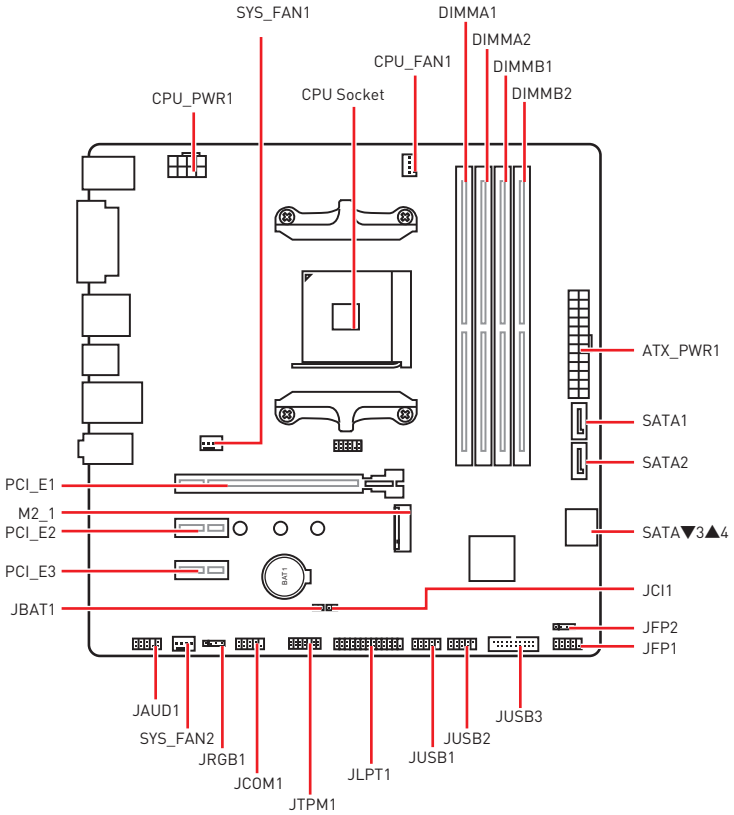 SYS_FAN1
DIMMA1
DIMMA2
CPU_FAN1
DIMMB1
CPU_PWR1
CPU Socket
DIMMB2
ATX_PWR1
SATA1
SATA2
PCI_E1
M2_1
PCI_E2
SATA▼3▲4
PCI_E3
BAT1
JCI1
JBAT1
JFP2
JFP1
JAUD1
JUSB3
SYS_FAN2
JUSB2
JRGB1
JUSB1
JCOM1
JLPT1
JTPM1